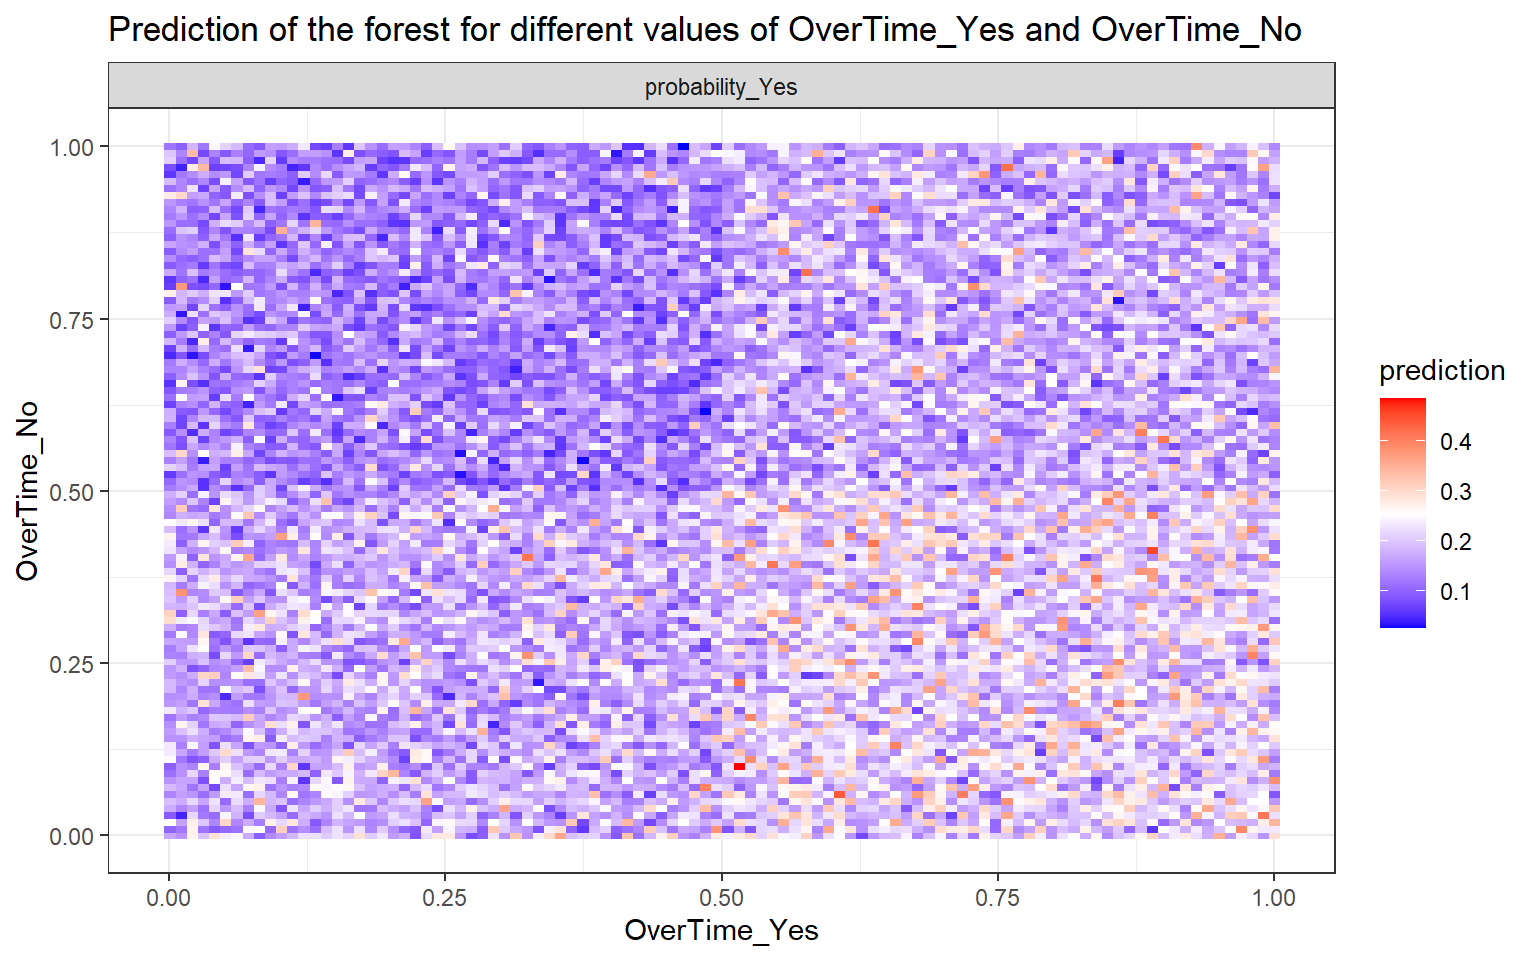 Prediction of the forest for different values of OverTime_Yes and OverTime_No
probability_Yes
1.00
0.75
0.50
0.25
0.00
OverTime_No
0.00
0.25
0.50
0.75
1.00
OverTime_Yes
prediction
0.4
0.3
0.2
0.1